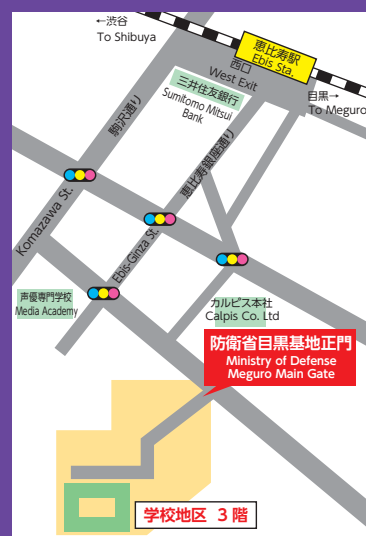 ←渋谷
To Shibuya
恵比寿駅
Ebis Sta.
西口
West Exit
目黒→
To Meguro
三井住友銀行
Sumitomo Mitsui
Bank
駒沢通り
恵比寿銀座通り
Komazawa St.
Ebis-Ginza St.
声優専門学校
Media Academy
カルピス本社
Calpis Co. Ltd
防衛省目黒基地正門
Ministry of Defense
Meguro Main Gate
学校地区 3 階